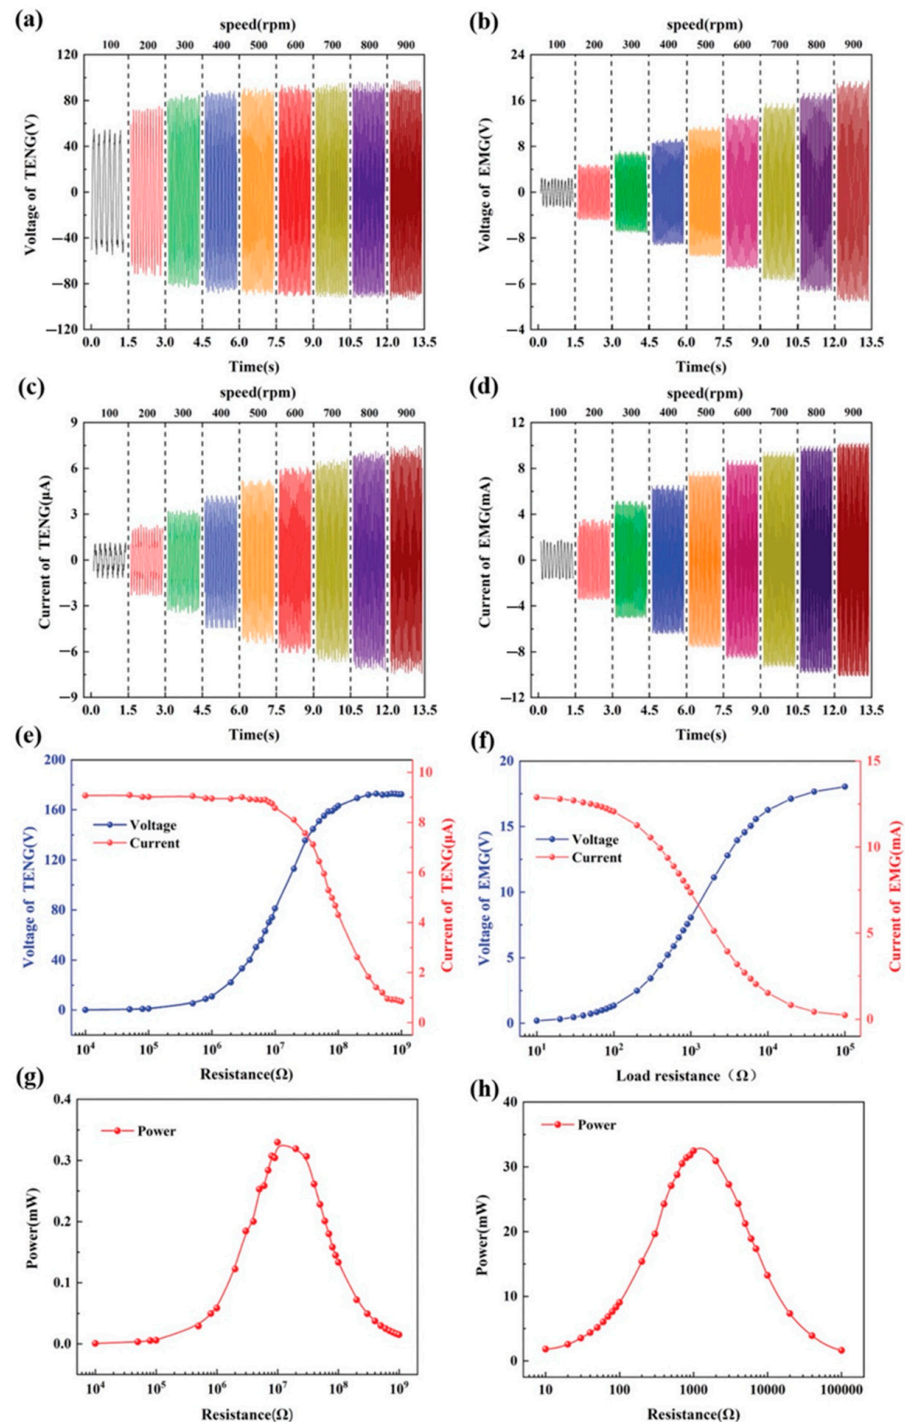 (a)
speed(rpm)
100 200 300 400 500 600 700 800 900
120
80
40
0
−40
−80
−120
Voltage of TENG(V)
0.0 1.5 3.0 4.5 6.0 7.5 9.0 10.5 12.0 13.5
Time(s)
(b)
speed(rpm)
100 200 300 400 500 600 700 800 900
24
16
8
0
−8
−6
−4
Voltage of EMG(V)
0.0 1.5 3.0 4.5 6.0 7.5 9.0 10.5 12.0 13.5
Time(s)
(c)
speed(rpm)
100 200 300 400 500 600 700 800 900
9
6
3
0
−3
−6
−9
Current of TENG(μA)
0.0 1.5 3.0 4.5 6.0 7.5 9.0 10.5 12.0 13.5
Time(s)
(d)
speed(rpm)
100 200 300 400 500 600 700 800 900
12
8
4
0
−4
−8
−12
Current of EMG(mA)
0.0 1.5 3.0 4.5 6.0 7.5 9.0 10.5 12.0 13.5
Time(s)
(e)
200
160
120
80
40
0
Voltage of TENG(V)
Voltage
Current
10
8
6
4
2
0
Current of TENG(μA)
10⁴ 10⁵ 10⁶ 10⁷ 10⁸ 10⁹
Resistance(Ω)
(f)
20
15
10
5
0
Voltage of EMG(V)
Voltage
Current
15
10
5
0
Current of EMG(mA)
10¹ 10² 10³ 10⁴ 10⁵
Load resistance（Ω）
(g)
0.4
0.3
0.2
0.1
0.0
Power(mW)
Power
10⁴ 10⁵ 10⁶ 10⁷ 10⁸ 10⁹
Resistance(Ω)
(h)
40
30
20
10
0
Power(mW)
Power
10 100 1000 10000 100000
Resistance(Ω)